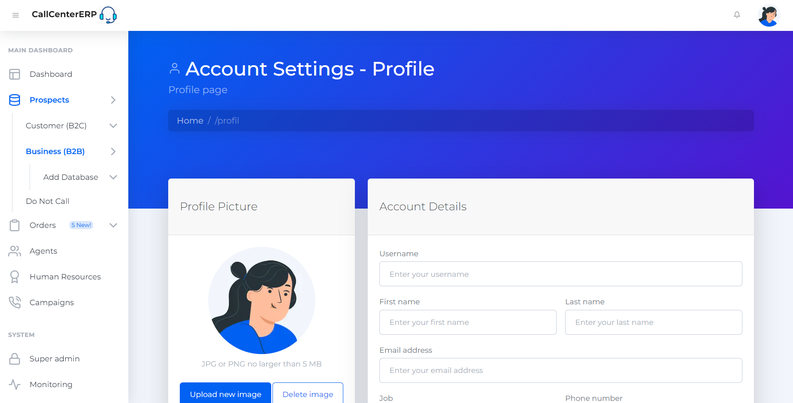 CallCenterERP
MAIN DASHBOARD
Dashboard
Prospects
Customer (B2C)
Business (B2B)
Add Database
Do Not Call
Orders 5 New!
Agents
Human Resources
Campaigns
SYSTEM
Super admin
Monitoring
Account Settings - Profile
Profile page
Home / /profil
Profile Picture
JPG or PNG no larger than 5 MB
Upload new image Delete image
Account Details
Username
Enter your username
First name Last name
Enter your first name Enter your last name
Email address
Enter your email address
Job Phone number